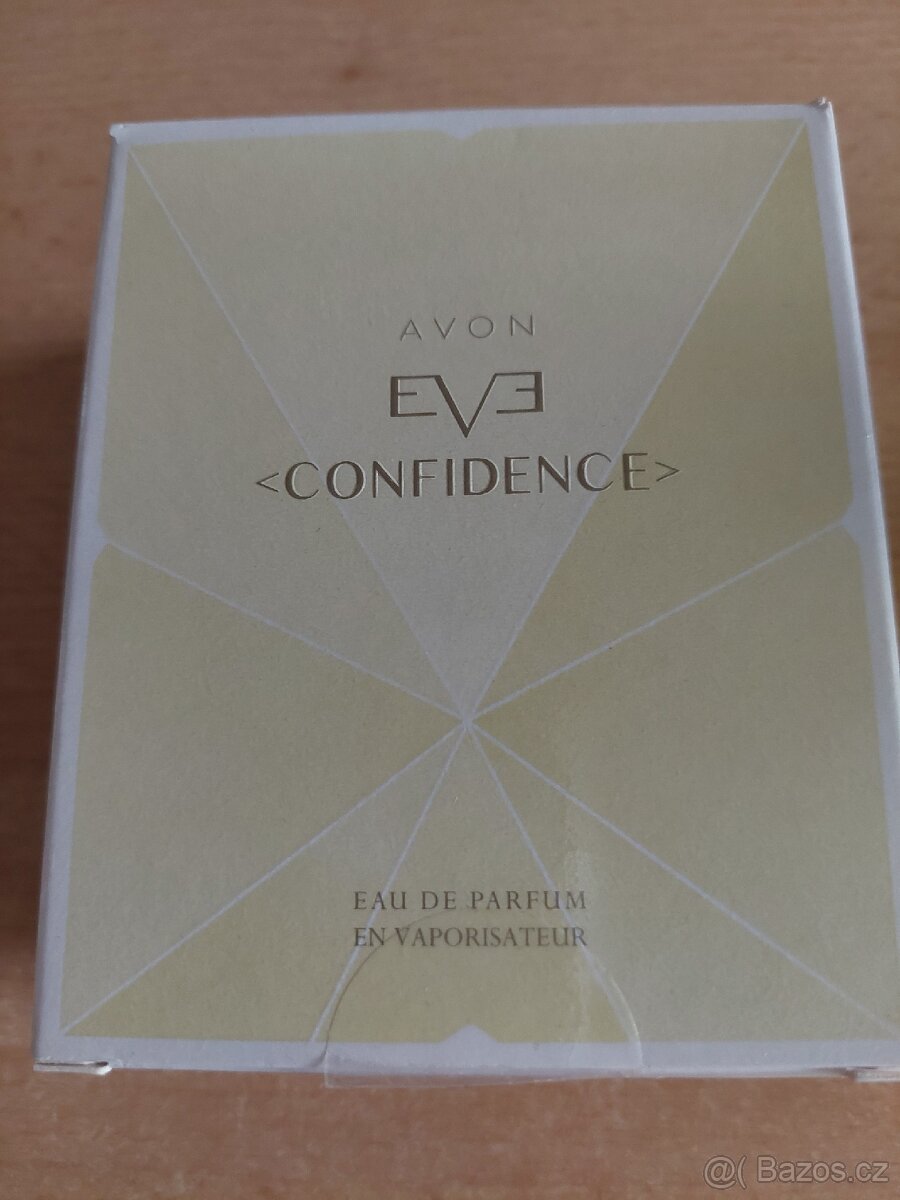 AVON
EVE
<CONFIDENCE>
EAU DE PARFUM
EN VAPORISATEUR
@( Bazos.cz